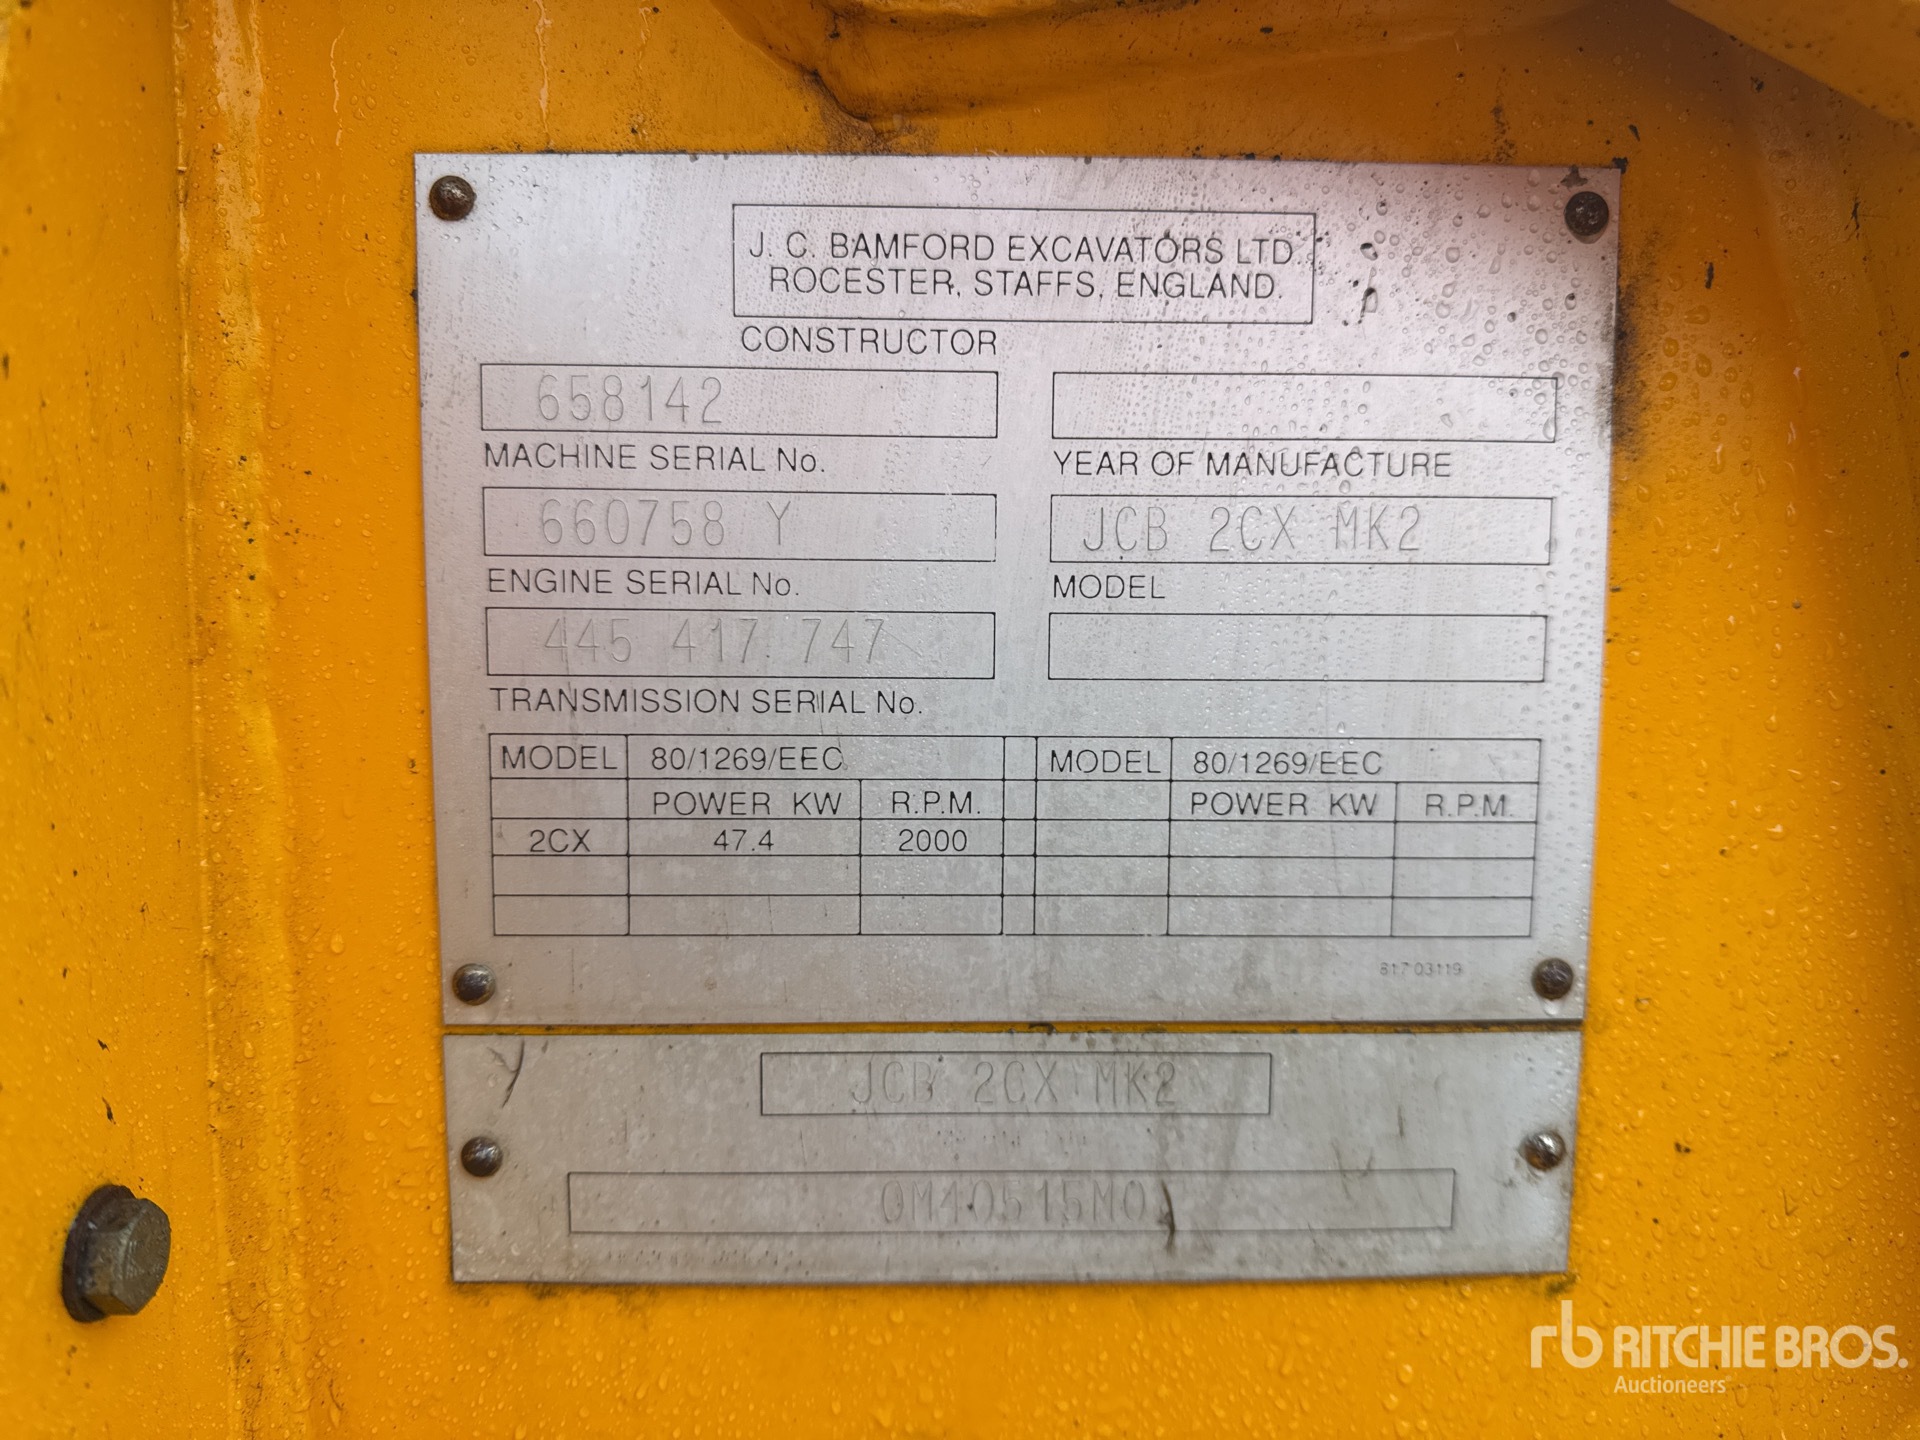 J. C. BAMFORD EXCAVATORS LTD.
ROCESTER, STAFFS, ENGLAND.
CONSTRUCTOR
658142
MACHINE SERIAL No.
YEAR OF MANUFACTURE
660758 Y
JCB 2CX MK2
ENGINE SERIAL No.
MODEL
445 417 747
TRANSMISSION SERIAL No.
MODEL 80/1269/EEC MODEL 80/1269/EEC
POWER KW R.P.M. POWER KW R.P.M.
2CX 47.4 2000
817 03119
JCB 2CX MK2
0M40515M0
rb RITCHIE BROS.
Auctioneers